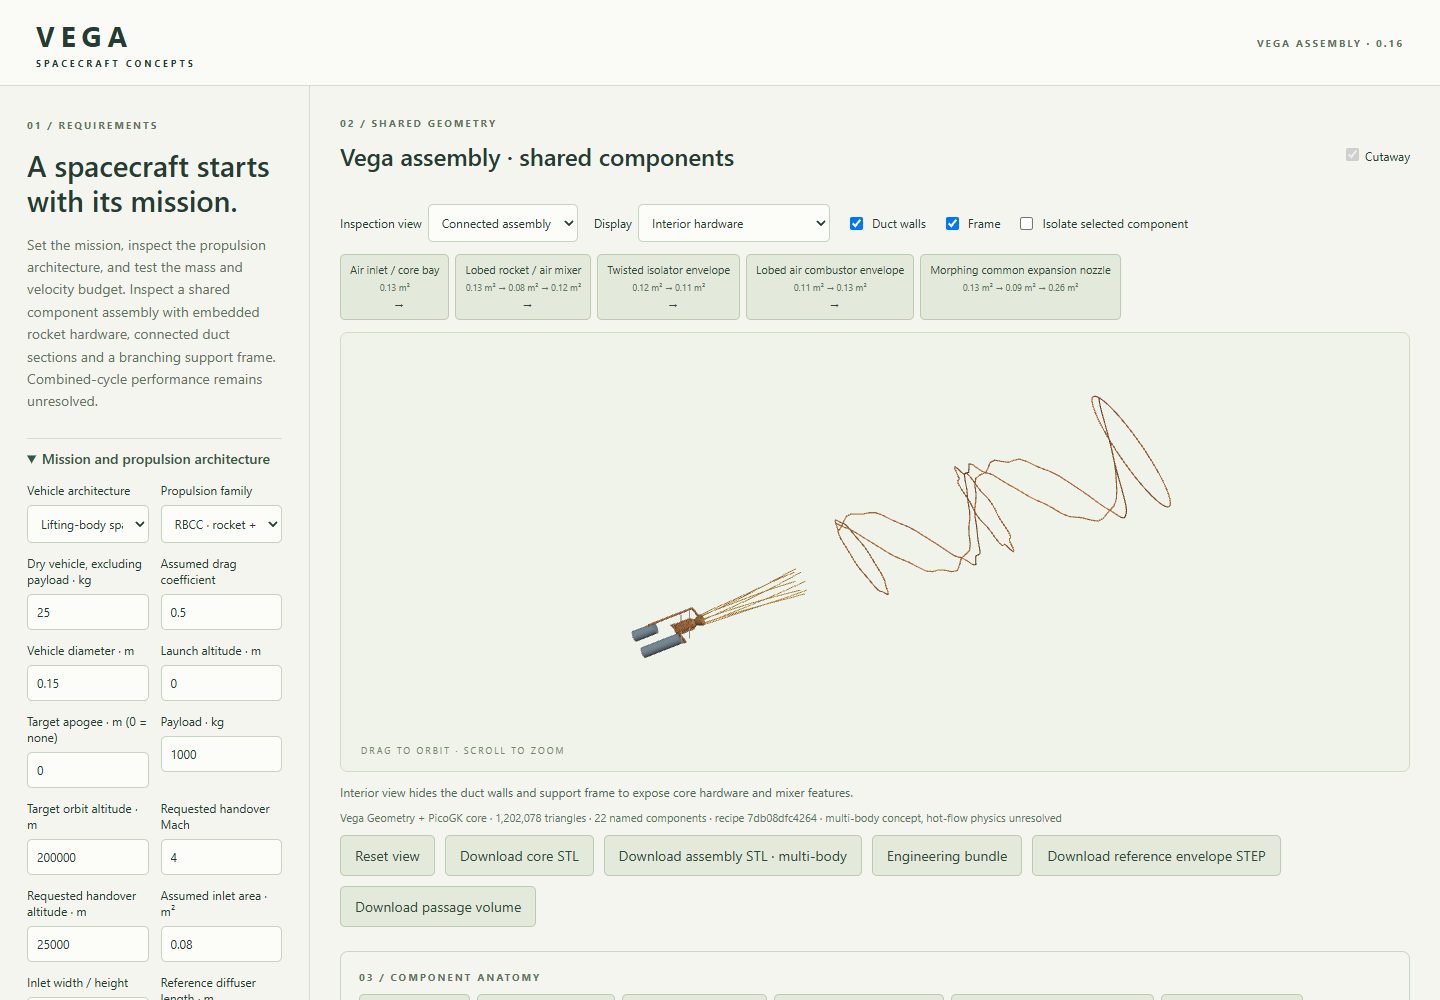 VEGA
SPACECRAFT CONCEPTS
VEGA ASSEMBLY · 0.16
01 / REQUIREMENTS
A spacecraft starts
with its mission.
Set the mission, inspect the propulsion
architecture, and test the mass and
velocity budget. Inspect a shared
component assembly with embedded
rocket hardware, connected duct
sections and a branching support frame.
Combined-cycle performance remains
unresolved.
▼ Mission and propulsion architecture
Vehicle architecture
Propulsion family
Lifting-body spa
RBCC · rocket +
Dry vehicle, excluding
payload · kg
Assumed drag
coefficient
25
0.5
Vehicle diameter · m
Launch altitude · m
0.15
0
Target apogee · m (0 =
none)
Payload · kg
0
1000
Target orbit altitude ·
m
Requested handover
Mach
200000
4
Requested handover
altitude · m
Assumed inlet area ·
m²
25000
0.08
Inlet width / height
Reference diffuser
length · m
02 / SHARED GEOMETRY
Vega assembly · shared components
Cutaway
Inspection view
Connected assembly
Display
Interior hardware
Duct walls
Frame
Isolate selected component
Air inlet / core bay
0.13 m²
→
Lobed rocket / air mixer
0.13 m² → 0.08 m² → 0.12 m²
→
Twisted isolator envelope
0.12 m² → 0.11 m²
→
Lobed air combustor envelope
0.11 m² → 0.13 m²
→
Morphing common expansion nozzle
0.13 m² → 0.09 m² → 0.26 m²
DRAG TO ORBIT · SCROLL TO ZOOM
Interior view hides the duct walls and support frame to expose core hardware and mixer features.
Vega Geometry + PicoGK core · 1,202,078 triangles · 22 named components · recipe 7db08dfc4264 · multi-body concept, hot-flow physics unresolved
Reset view
Download core STL
Download assembly STL · multi-body
Engineering bundle
Download reference envelope STEP
Download passage volume
03 / COMPONENT ANATOMY